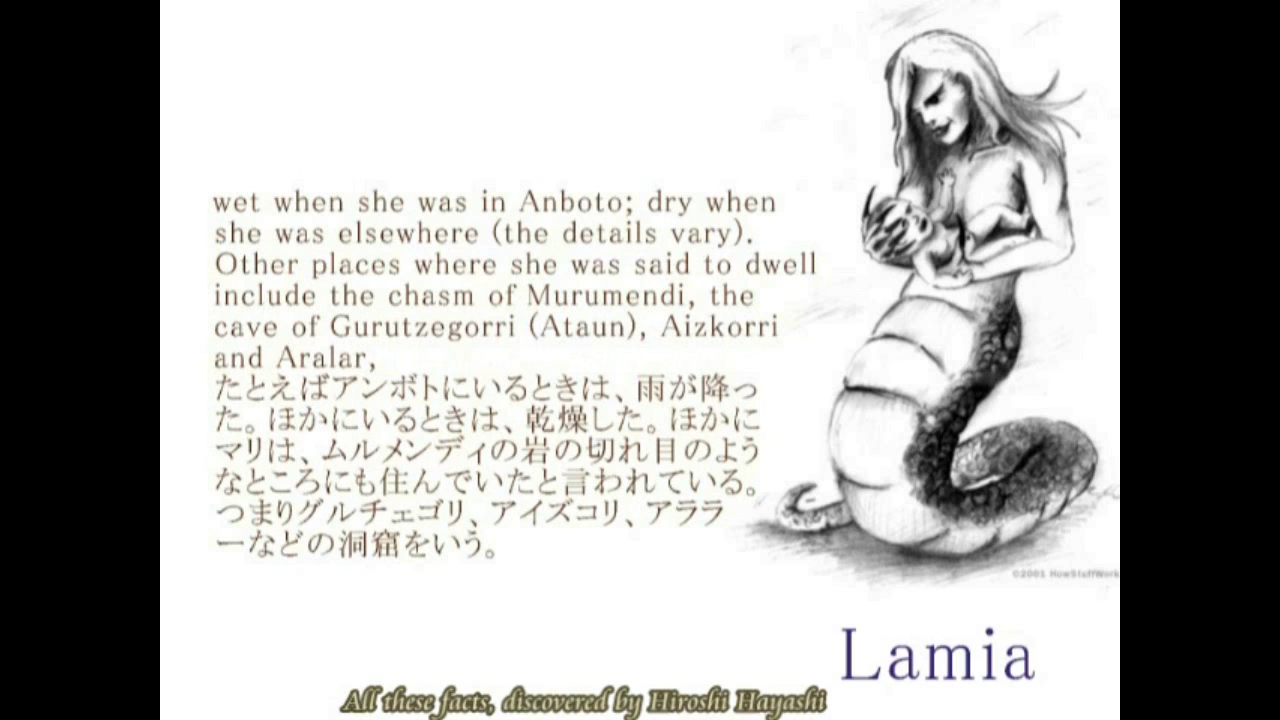 wet when she was in Anboto; dry when
she was elsewhere (the details vary).
Other places where she was said to dwell
include the chasm of Murumendi, the
cave of Gurutzegorri (Ataun), Aizkorri
and Aralar,
たとえばアンボトにいるときは、雨が降っ
た。ほかにいるときは、乾燥した。ほかに
マリは、ムルメンディの岩の切れ目のよう
なところにも住んでいたと言われている。
つまりグルチェゴリ、アイズコリ、アララ
ーなどの洞窟をいう。
©2001 HowStuffWork
Lamia
All these facts, discovered by Hiroshi Hayashi